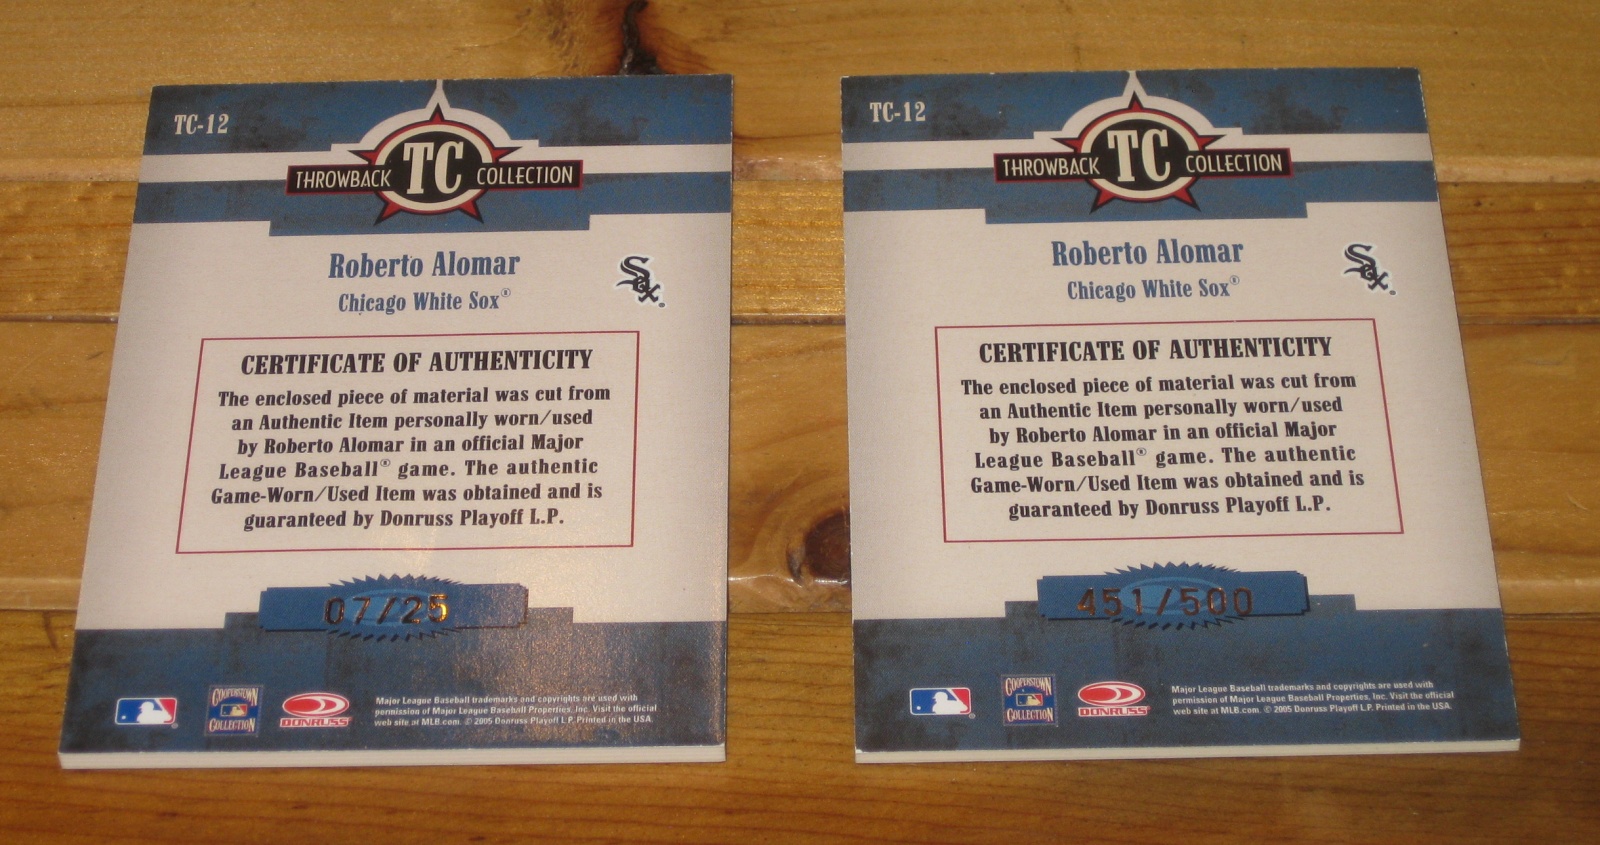 TC-12
THROWBACK TC COLLECTION
Roberto Alomar
Chicago White Sox®
Sox
CERTIFICATE OF AUTHENTICITY
The enclosed piece of material was cut from
an Authentic Item personally worn/used
by Roberto Alomar in an official Major
League Baseball® game. The authentic
Game-Worn/Used Item was obtained and is
guaranteed by Donruss Playoff L.P.
07/25
COOPERSTOWN
COLLECTION
DONRUSS
Major League Baseball trademarks and copyrights are used with
permission of Major League Baseball Properties, Inc. Visit the official
web site at MLB.com. © 2005 Donruss Playoff L.P. Printed in the USA.
TC-12
THROWBACK TC COLLECTION
Roberto Alomar
Chicago White Sox®
Sox
CERTIFICATE OF AUTHENTICITY
The enclosed piece of material was cut from
an Authentic Item personally worn/used
by Roberto Alomar in an official Major
League Baseball® game. The authentic
Game-Worn/Used Item was obtained and is
guaranteed by Donruss Playoff L.P.
451/500
COOPERSTOWN
COLLECTION
DONRUSS
Major League Baseball trademarks and copyrights are used with
permission of Major League Baseball Properties, Inc. Visit the official
web site at MLB.com. © 2005 Donruss Playoff L.P. Printed in the USA.